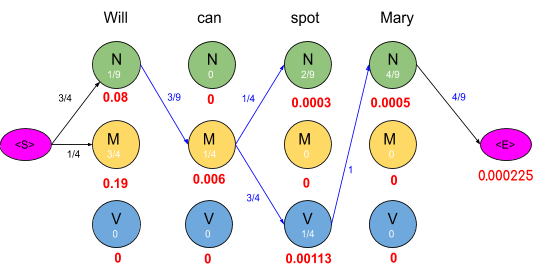 Will can spot Mary
N N N N
1/9 0 2/9 4/9
3/4 3/9 1/4 4/9
0.08 0 0.0003 0.0005
<S> M M M M <E>
1/4 3/4 1/4 0 0 1
0.19 0.006 0 0 0.000225
3/4
V V V V
0 0 1/4 0
0 0 0.00113 0